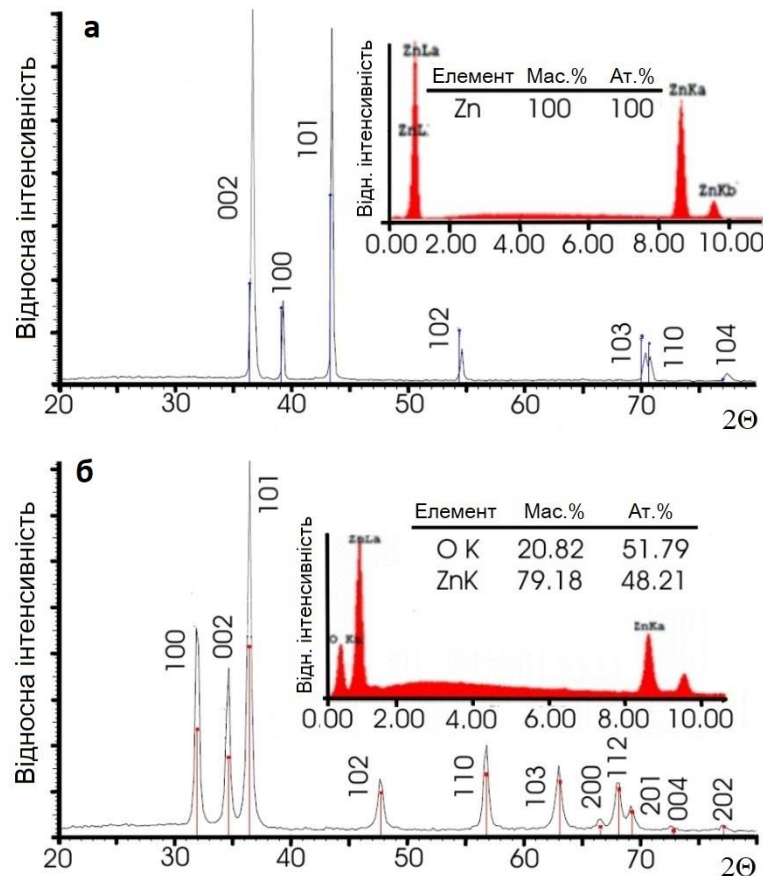 а
Відносна інтенсивність
002
100
101
102
103
110
104
20 30 40 50 60 70 2Θ
Відн. інтенсивність
ZnLa
ZnL
ZnKa
ZnKb
Елемент Мас.% Ат.%
Zn 100 100
0.00 2.00 4.00 6.00 8.00 10.00
б
Відносна інтенсивність
100
002
101
102
110
103
200
112
201
004
202
20 30 40 50 60 70 2Θ
Відн. інтенсивність
O Ka
ZnLa
ZnKa
Елемент Мас.% Ат.%
O K 20.82 51.79
ZnK 79.18 48.21
0.00 2.00 4.00 6.00 8.00 10.00